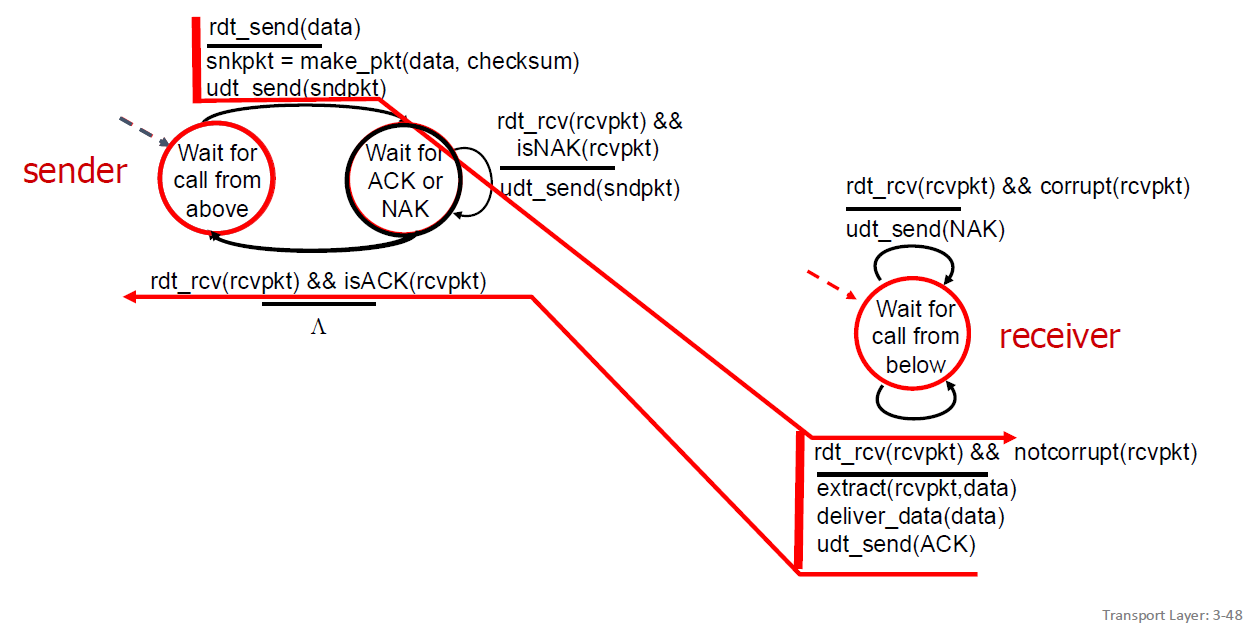 rdt_send(data)
snkpkt = make_pkt(data, checksum)
udt_send(sndpkt)
sender
Wait for
call from
above
Wait for
ACK or
NAK
rdt_rcv(rcvpkt) &&
isNAK(rcvpkt)
udt_send(sndpkt)
rdt_rcv(rcvpkt) && isACK(rcvpkt)
Λ
rdt_rcv(rcvpkt) && corrupt(rcvpkt)
udt_send(NAK)
Wait for
call from
below
receiver
rdt_rcv(rcvpkt) && notcorrupt(rcvpkt)
extract(rcvpkt,data)
deliver_data(data)
udt_send(ACK)
Transport Layer: 3-48